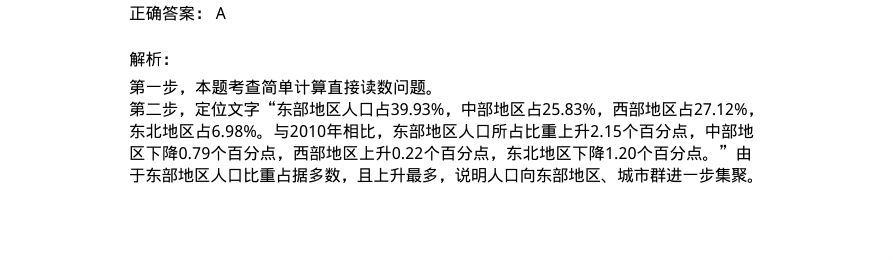 正确答案： A
解析：
第一步，本题考查简单计算直接读数问题。
第二步，定位文字“东部地区人口占39.93%，中部地区占25.83%，西部地区占27.12%，
东北地区占6.98%。与2010年相比，东部地区人口所占比重上升2.15个百分点，中部地
区下降0.79个百分点，西部地区上升0.22个百分点，东北地区下降1.20个百分点。”由
于东部地区人口比重占据多数，且上升最多，说明人口向东部地区、城市群进一步集聚。